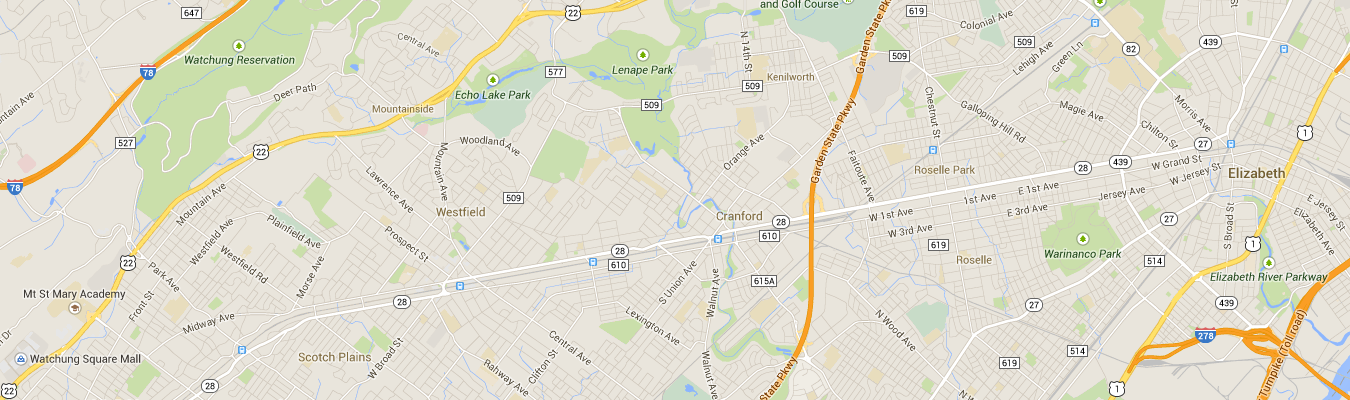 647
22
and Golf Course
619
Colonial Ave
509
Lehigh Ave
Green Ln
82
439
Central Ave
N 14th St
Garden State Pkwy
509
Watchung Reservation
78
577
Lenape Park
Kenilworth
509
Echo Lake Park
Deer Path
Mountainside
509
Garden State Pkwy
Chestnut St
Galloping Hill Rd
Magie Ave
Morris Ave
Chilton St
1
527
22
Woodland Ave
Mountain Ave
Orange Ave
Faitoute Ave
27
78
Lawrence Ave
509
Roselle Park
28
439
W Grand St
W Jersey St
Elizabeth
Mountain Ave
Westfield
Cranford
28
1st Ave
E 1st Ave
Jersey Ave
E Jersey St
Westfield Ave
Plainfield Ave
Prospect St
W 1st Ave
E 3rd Ave
27
S Broad St
Elizabeth Ave
W 3rd Ave
610
28
619
Warinanco Park
1
22
Westfield Rd
Morse Ave
610
Roselle
514
Elizabeth River Parkway
Park Ave
S Union Ave
Walnut Ave
615A
Mt St Mary Academy
Front St
28
27
439
Midway Ave
Lexington Ave
N Wood Ave
278
Watchung Square Mall
Scotch Plains
W Broad St
Central Ave
Clifton St
Rahway Ave
Walnut Ave
619
514
Turnpike (Toll road)
22
28
State Pkwy
1